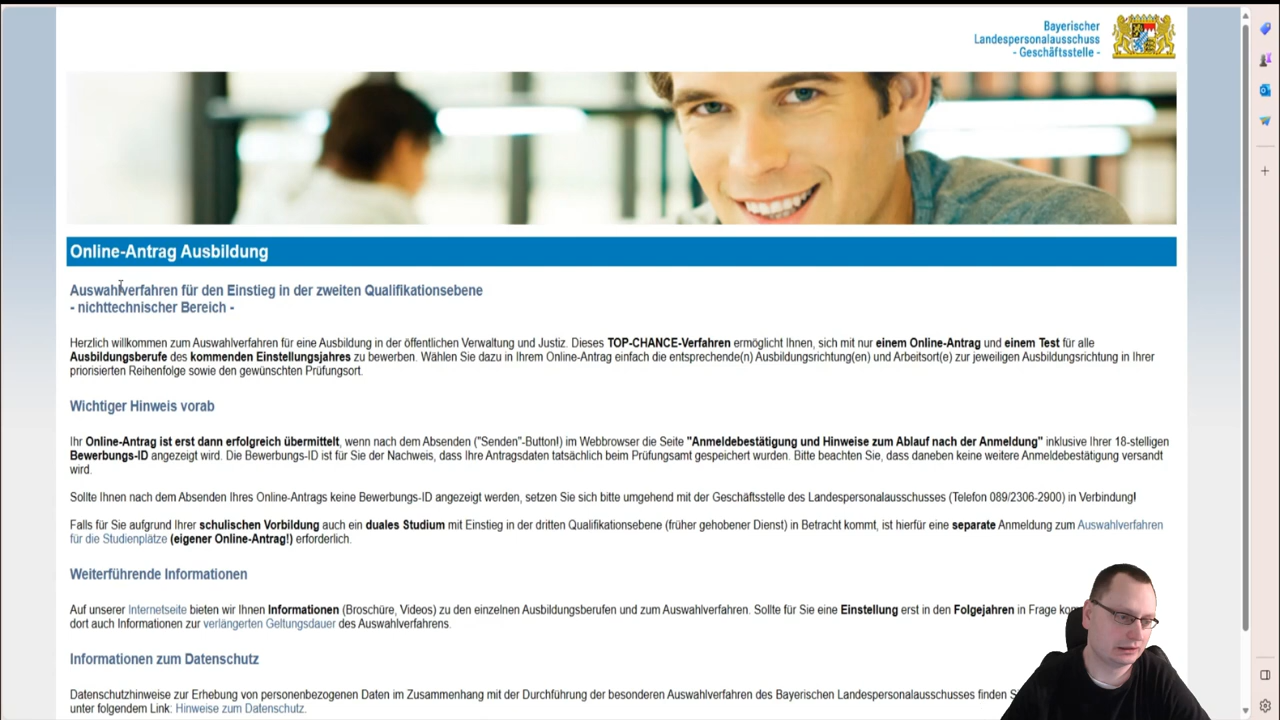 Bayerischer
Landespersonalausschuss
- Geschäftsstelle -
Online-Antrag Ausbildung
Auswahlverfahren für den Einstieg in der zweiten Qualifikationsebene
- nichttechnischer Bereich -
Herzlich willkommen zum Auswahlverfahren für eine Ausbildung in der öffentlichen Verwaltung und Justiz. Dieses TOP-CHANCE-Verfahren ermöglicht Ihnen, sich mit nur einem Online-Antrag und einem Test für alle
Ausbildungsberufe des kommenden Einstellungsjahres zu bewerben. Wählen Sie dazu in Ihrem Online-Antrag einfach die entsprechende(n) Ausbildungsrichtung(en) und Arbeitsort(e) zur jeweiligen Ausbildungsrichtung in Ihrer
priorisierten Reihenfolge sowie den gewünschten Prüfungsort.
Wichtiger Hinweis vorab
Ihr Online-Antrag ist erst dann erfolgreich übermittelt, wenn nach dem Absenden ("Senden"-Button!) im Webbrowser die Seite "Anmeldebestätigung und Hinweise zum Ablauf nach der Anmeldung" inklusive Ihrer 18-stelligen
Bewerbungs-ID angezeigt wird. Die Bewerbungs-ID ist für Sie der Nachweis, dass Ihre Antragsdaten tatsächlich beim Prüfungsamt gespeichert wurden. Bitte beachten Sie, dass daneben keine weitere Anmeldebestätigung versandt
wird.
Sollte Ihnen nach dem Absenden Ihres Online-Antrags keine Bewerbungs-ID angezeigt werden, setzen Sie sich bitte umgehend mit der Geschäftsstelle des Landespersonalausschusses (Telefon 089/2306-2900) in Verbindung!
Falls für Sie aufgrund Ihrer schulischen Vorbildung auch ein duales Studium mit Einstieg in der dritten Qualifikationsebene (früher gehobener Dienst) in Betracht kommt, ist hierfür eine separate Anmeldung zum Auswahlverfahren
für die Studienplätze (eigener Online-Antrag!) erforderlich.
Weiterführende Informationen
Auf unserer Internetseite bieten wir Ihnen Informationen (Broschüre, Videos) zu den einzelnen Ausbildungsberufen und zum Auswahlverfahren. Sollte für Sie eine Einstellung erst in den Folgejahren in Frage
dort auch Informationen zur verlängerten Geltungsdauer des Auswahlverfahrens.
Informationen zum Datenschutz
Datenschutzhinweise zur Erhebung von personenbezogenen Daten im Zusammenhang mit der Durchführung der besonderen Auswahlverfahren des Bayerischen Landespersonalausschusses finden
unter folgendem Link: Hinweise zum Datenschutz.